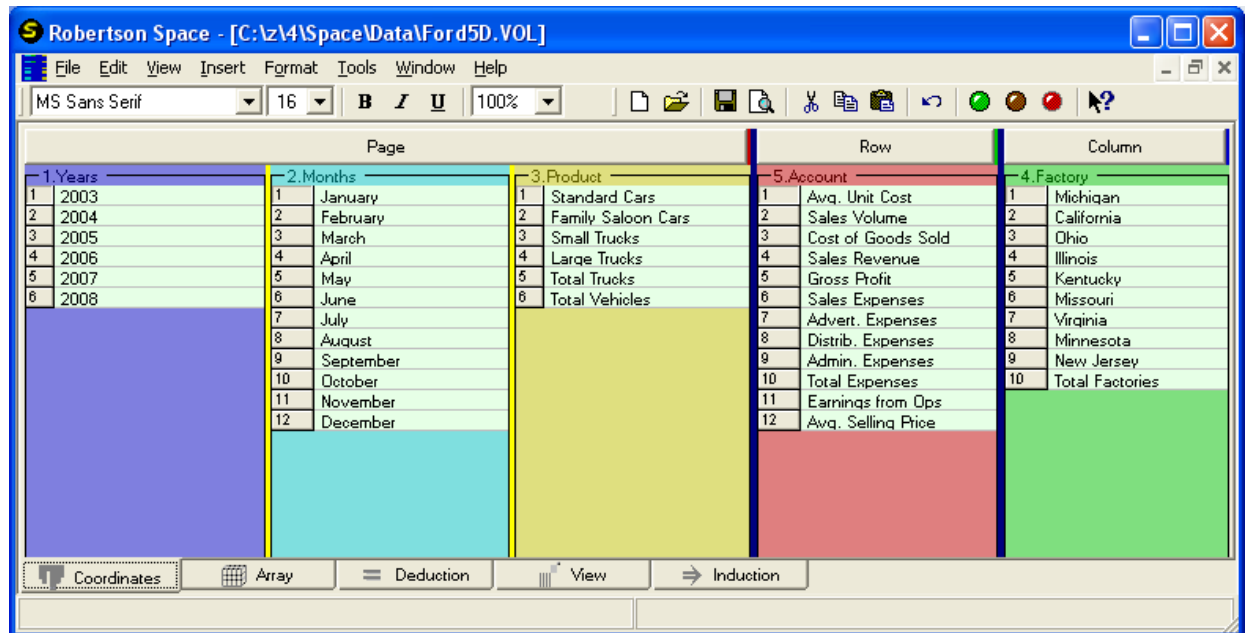 Robertson Space - [C:\z\4\Space\Data\Ford5D.VOL]
File Edit View Insert Format Tools Window Help
MS Sans Serif 16 B I U 100%
Page Row Column
1.Years 2.Months 3.Product 5.Account 4.Factory
1 2003 1 January 1 Standard Cars 1 Avg. Unit Cost 1 Michigan
2 2004 2 February 2 Family Saloon Cars 2 Sales Volume 2 California
3 2005 3 March 3 Small Trucks 3 Cost of Goods Sold 3 Ohio
4 2006 4 April 4 Large Trucks 4 Sales Revenue 4 Illinois
5 2007 5 May 5 Total Trucks 5 Gross Profit 5 Kentucky
6 2008 6 June 6 Total Vehicles 6 Sales Expenses 6 Missouri
7 July 7 Advert. Expenses 7 Virginia
8 August 8 Distrib. Expenses 8 Minnesota
9 September 9 Admin. Expenses 9 New Jersey
10 October 10 Total Expenses 10 Total Factories
11 November 11 Earnings from Ops
12 December 12 Avg. Selling Price
Coordinates Array Deduction View Induction